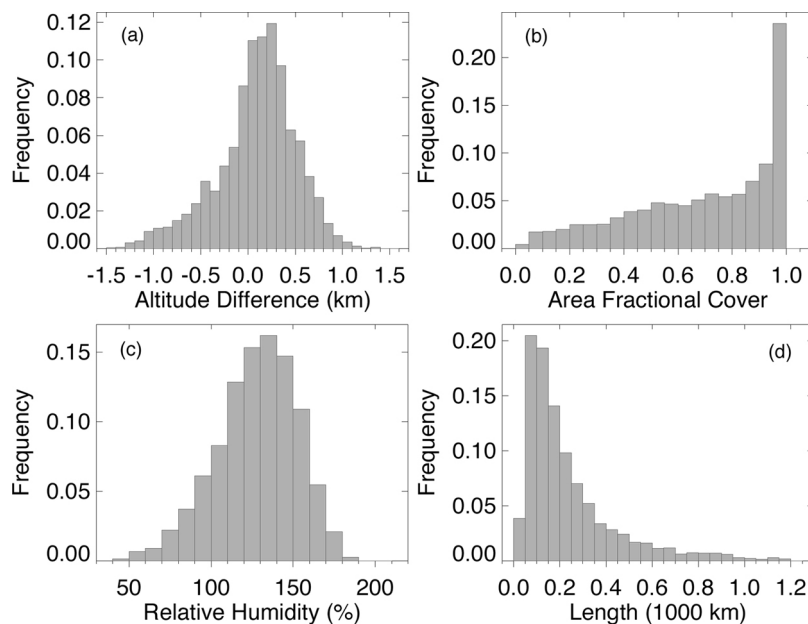 (a)
Frequency
0.12
0.10
0.08
0.06
0.04
0.02
0.00
-1.5 -1.0 -0.5 0.0 0.5 1.0 1.5
Altitude Difference (km)
(b)
Frequency
0.20
0.15
0.10
0.05
0.00
0.0 0.2 0.4 0.6 0.8 1.0
Area Fractional Cover
(c)
Frequency
0.15
0.10
0.05
0.00
50 100 150 200
Relative Humidity (%)
(d)
Frequency
0.20
0.15
0.10
0.05
0.00
0.0 0.2 0.4 0.6 0.8 1.0 1.2
Length (1000 km)